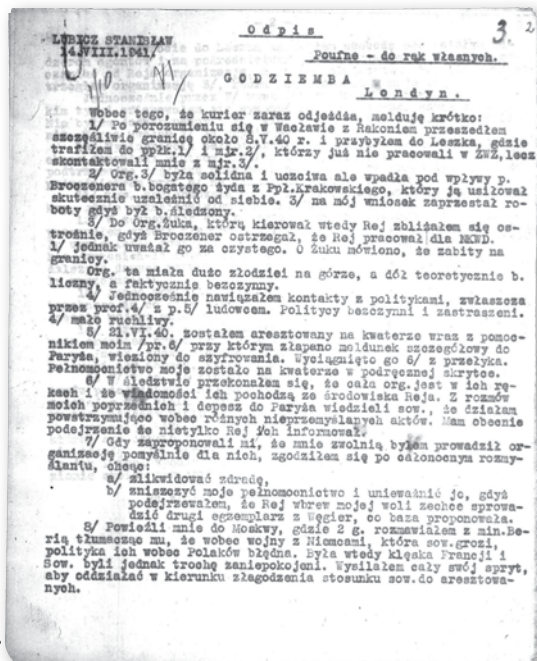 O d p i s
3. 2
LUBICZ STANISŁAW
14.VIII.1941.
Poufne - do rąk własnych.
G O D Z I E M B A
L o n d y n .
Wobec tego, że kurier zaraz odjeżdża, melduję krótko:
1/ Po porozumieniu się w Wacławie z Rakoniem przeszedłem
szczęśliwie granicę około 8.V.40 r. i przybyłem do Leszka, gdzie
trafiłem do ppłk.1/ i mjr.2/, którzy już nie pracowali w ZWZ, lecz
skontaktowali mnie z mjr.3/.
2/ Org.3/ była solidna i uczciwa ale wpadła pod wpływy p.
Broczenera b.bogatego żyda z Ppł.Krakowskiego, który ją usiłował
skutecznie uzależnić od siebie. 3/ na mój wniosek zaprzestał ro-
boty gdyż był b.śledzony.
3/ Do Org.Żuka, którą kierował wtedy Rej zbliżałem się os-
trożnie, gdyż Broczener ostrzegał, że Rej pracował dla NKWD.
1/ jednak uważał go za czystego. O Żuku mówiono, że zabity na
granicy.
Org. ta miała dużo złodziei na górze, a dół teoretycznie b.
liczny, a faktycznie bezczynny.
4/ Jednocześnie nawiązałem kontakty z politykami, zwłaszcza
przez prof.4/ z p.5/ ludowcem. Politycy bezczynni i zastraszeni.
4/ mało ruchliwy.
5/ 21.VI.40. zostałem aresztowany na kwaterze wraz z pomoc-
nikiem moim /pr.6/ przy którym złapano meldunek szczegółowy do
Paryża, wieziony do szyfrowania. Wyciągnięto go 6/ z przełyka.
Pełnomocnictwo moje zostało na kwaterze w podręcznej skrytce.
6/ W śledztwie przekonałem się, że cała org.jest w ich rę-
kach i że wiadomości ich pochodzą ze środowiska Reja. Z rozmów
moich poprzednich i depesz do Paryża wiedzieli sow., że działam
powstrzymująco wobec różnych nieprzemyślanych aktów. Mam obecnie
podejrzenie że nietylko Rej ich informował.
7/ Gdy zaproponowali mi, że mnie zwolnią bylem prowadził or-
ganizację pomyślnie dla nich, zgodziłem się po całonocnym rozmy-
ślaniu, chcąc:
a/ zlikwidować zdradę,
b/ zniszczyć moje pełnomocnictwo i unieważnić je, gdyż
podejrzewałem, że Rej wbrew mojej woli zechce sprowa-
dzić drugi egzemplarz z Węgier, co baza proponowała.
8/ Powieźli mnie do Moskwy, gdzie 2 g. rozmawiałem z min.Be-
rią tłumacząc mu, że wobec wojny z Niemcami, która sow.grozi,
polityka ich wobec Polaków błędna. Była wtedy klęska Francji i
Sow. byli jednak trochę zaniepokojeni. Wysilałem cały swój spryt,
aby oddziałać w kierunku złagodzenia stosunku sow.do aresztowa-
nych.